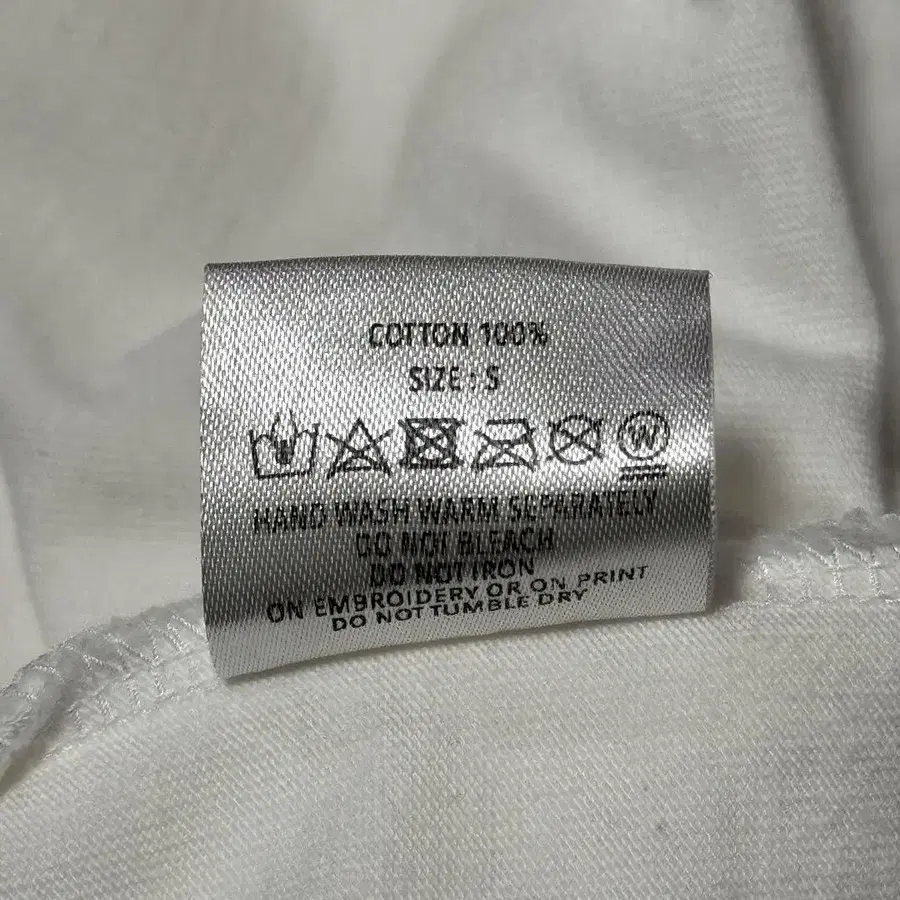 COTTON 100%
SIZE : S
W
HAND WASH WARM SEPARATELY
DO NOT BLEACH
DO NOT IRON
ON EMBROIDERY OR ON PRINT
DO NOT TUMBLE DRY